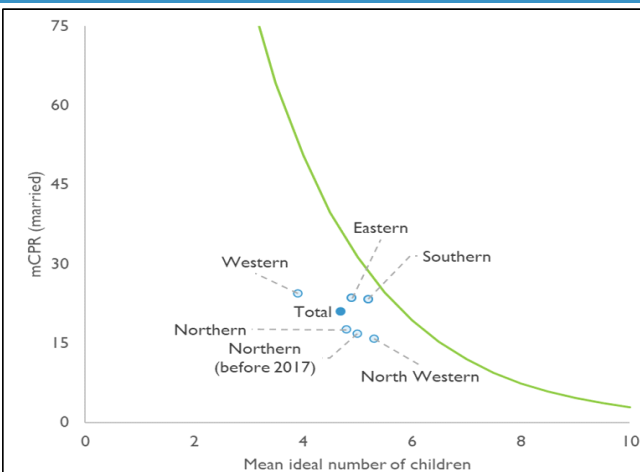 75
60
45
30
15
0
mCPR (married)
Eastern
Southern
Western
Total
Northern
Northern
(before 2017)
North Western
0 2 4 6 8 10
Mean ideal number of children